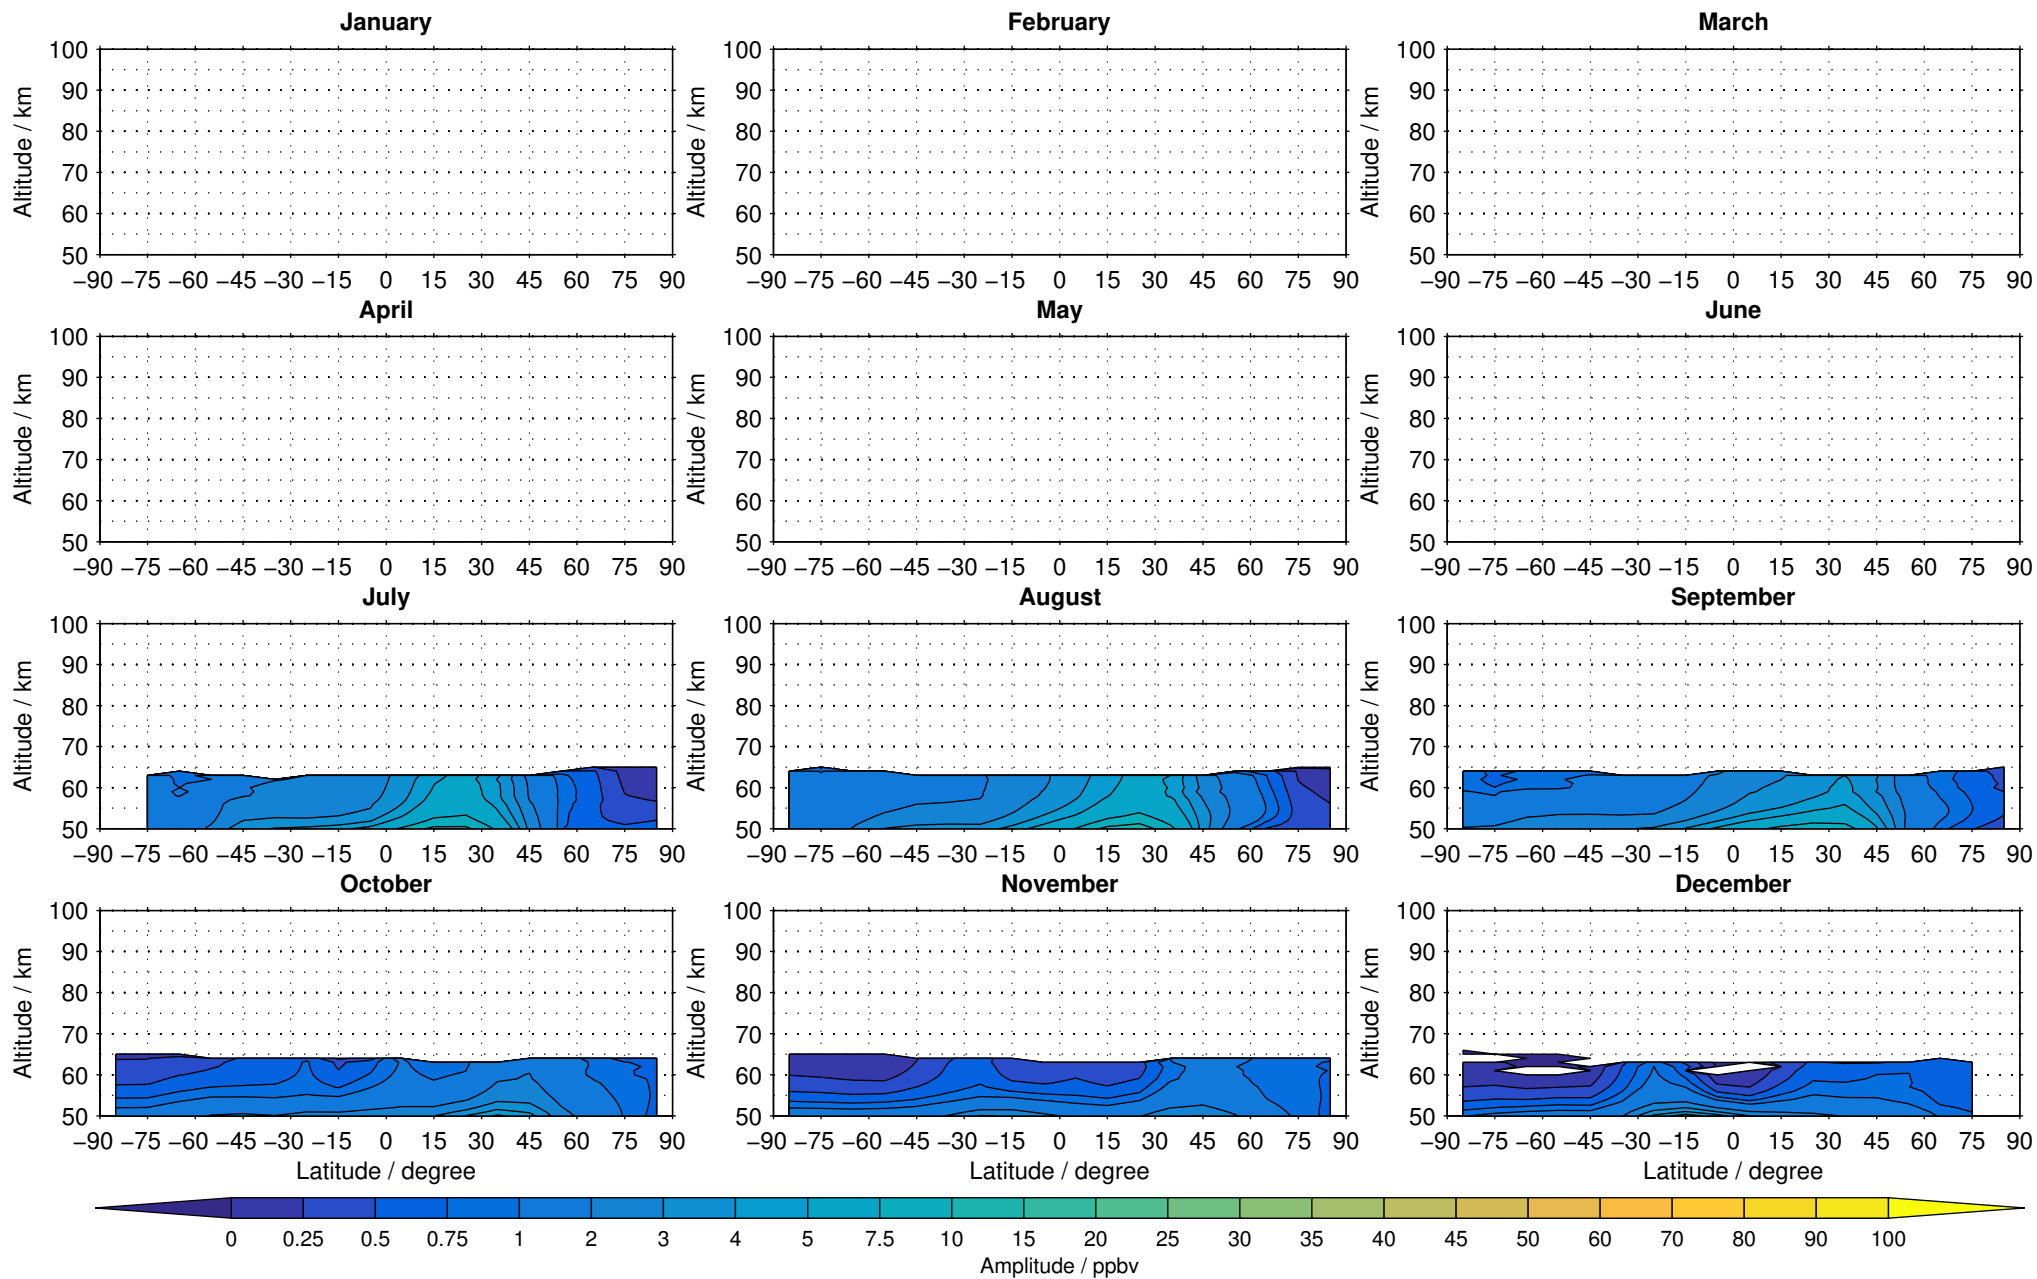 January February March
100 100 100
90 90 90
80 80 80
70 70 70
60 60 60
50 50 50
Altitude / km Altitude / km Altitude / km
−90 −75 −60 −45 −30 −15 0 15 30 45 60 75 90 −90 −75 −60 −45 −30 −15 0 15 30 45 60 75 90 −90 −75 −60 −45 −30 −15 0 15 30 45 60 75 90
April May June
100 100 100
90 90 90
80 80 80
70 70 70
60 60 60
50 50 50
Altitude / km Altitude / km Altitude / km
−90 −75 −60 −45 −30 −15 0 15 30 45 60 75 90 −90 −75 −60 −45 −30 −15 0 15 30 45 60 75 90 −90 −75 −60 −45 −30 −15 0 15 30 45 60 75 90
July August September
100 100 100
90 90 90
80 80 80
70 70 70
60 60 60
50 50 50
Altitude / km Altitude / km Altitude / km
−90 −75 −60 −45 −30 −15 0 15 30 45 60 75 90 −90 −75 −60 −45 −30 −15 0 15 30 45 60 75 90 −90 −75 −60 −45 −30 −15 0 15 30 45 60 75 90
October November December
100 100 100
90 90 90
80 80 80
70 70 70
60 60 60
50 50 50
Altitude / km Altitude / km Altitude / km
−90 −75 −60 −45 −30 −15 0 15 30 45 60 75 90 −90 −75 −60 −45 −30 −15 0 15 30 45 60 75 90 −90 −75 −60 −45 −30 −15 0 15 30 45 60 75 90
Latitude / degree Latitude / degree Latitude / degree
0 0.25 0.5 0.75 1 2 3 4 5 7.5 10 15 20 25 30 35 40 45 50 60 70 80 90 100
Amplitude / ppbv